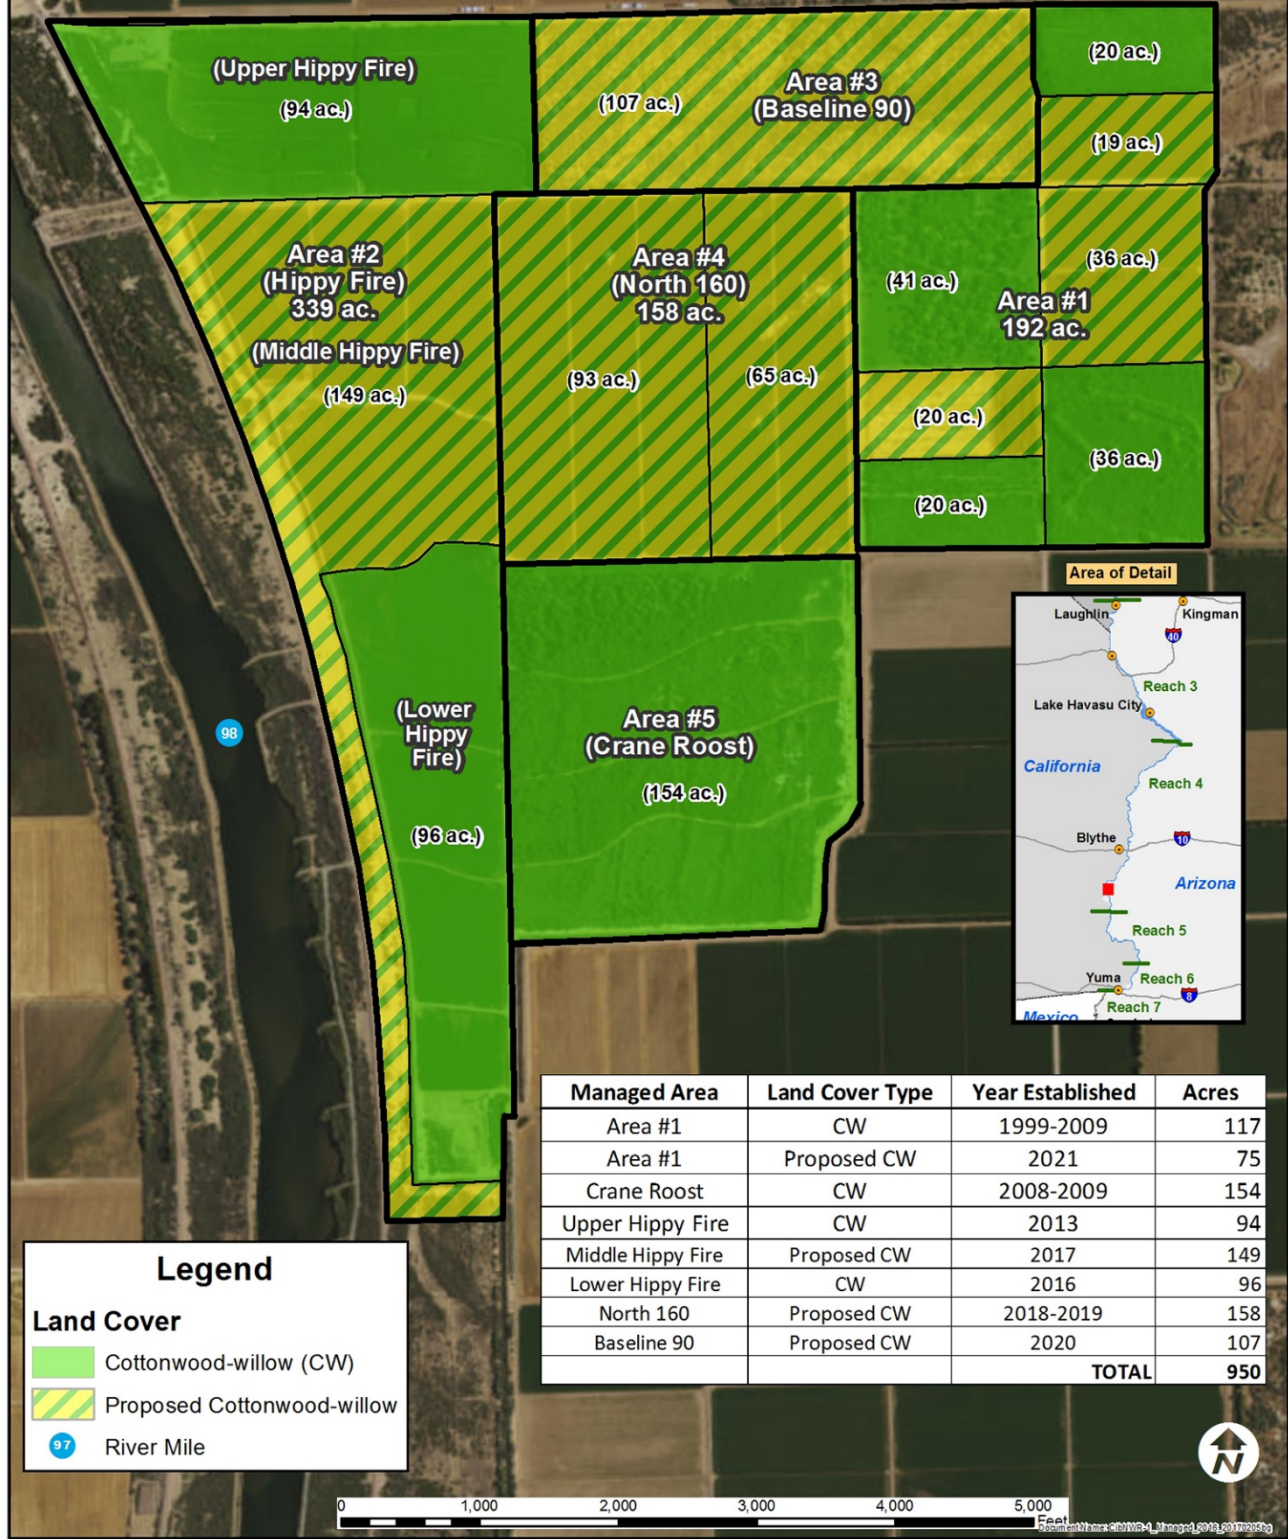 (Upper Hippy Fire)
(94 ac.)
Area #3
(Baseline 90)
(107 ac.)
(20 ac.)
(19 ac.)
Area #2
(Hippy Fire)
339 ac.
(Middle Hippy Fire)
(149 ac.)
Area #4
(North 160)
158 ac.
(93 ac.)
(65 ac.)
(41 ac.)
(36 ac.)
Area #1
192 ac.
(20 ac.)
(36 ac.)
(20 ac.)
(Lower
Hippy
Fire)
(96 ac.)
Area #5
(Crane Roost)
(154 ac.)
98
Area of Detail
Laughlin
Kingman
40
Reach 3
Lake Havasu City
California
Reach 4
Blythe
10
Arizona
Reach 5
Yuma
Reach 6
8
Reach 7
Mexico
Managed Area Land Cover Type Year Established Acres
Area #1 CW 1999-2009 117
Area #1 Proposed CW 2021 75
Crane Roost CW 2008-2009 154
Upper Hippy Fire CW 2013 94
Middle Hippy Fire Proposed CW 2017 149
Lower Hippy Fire CW 2016 96
North 160 Proposed CW 2018-2019 158
Baseline 90 Proposed CW 2020 107
TOTAL 950
Legend
Land Cover
Cottonwood-willow (CW)
Proposed Cottonwood-willow
97 River Mile
N
0 1,000 2,000 3,000 4,000 5,000
Feet